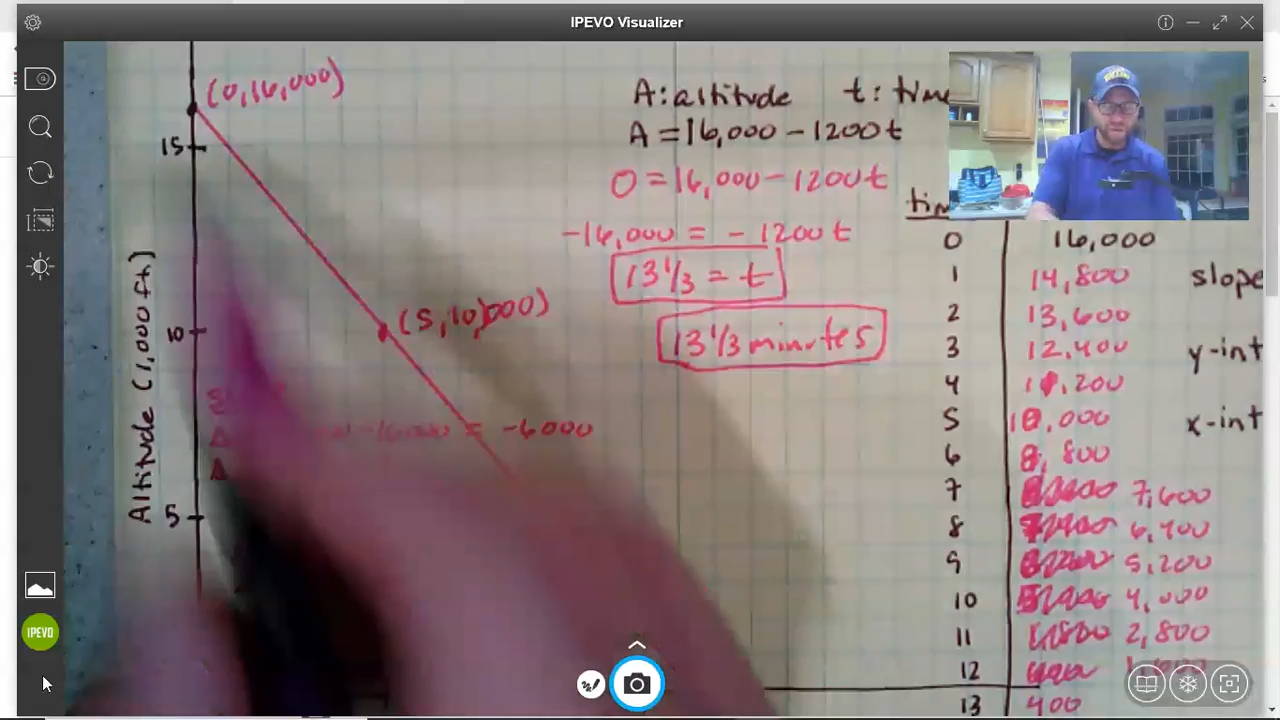 IPEVO Visualizer
(0,16,000)
15
10
5
Altitude (1,000 ft)
(5,10,000)
= -6000
A: altitude t: time
A = 16,000 - 1200t
0 = 16,000 - 1200t
-16,000 = - 1200t
13 1/3 = t
13 1/3 minutes
0 16,000
1 14,800
2 13,600
3 12,400
4 11,200
5 10,000
6 8,800
7 7,600
8 6,400
9 5,200
10 4,000
11 2,800
12
13 400
slope
y-int
x-int
IPEVO